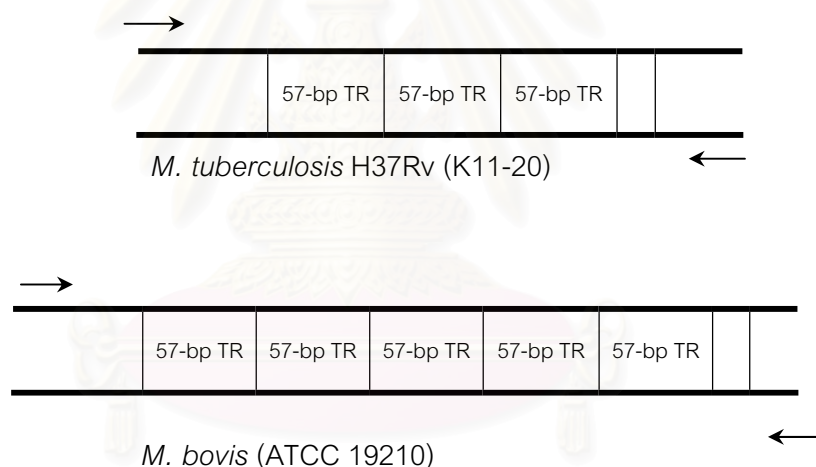 57-bp TR 57-bp TR 57-bp TR
M. tuberculosis H37Rv (K11-20)
57-bp TR 57-bp TR 57-bp TR 57-bp TR 57-bp TR
M. bovis (ATCC 19210)